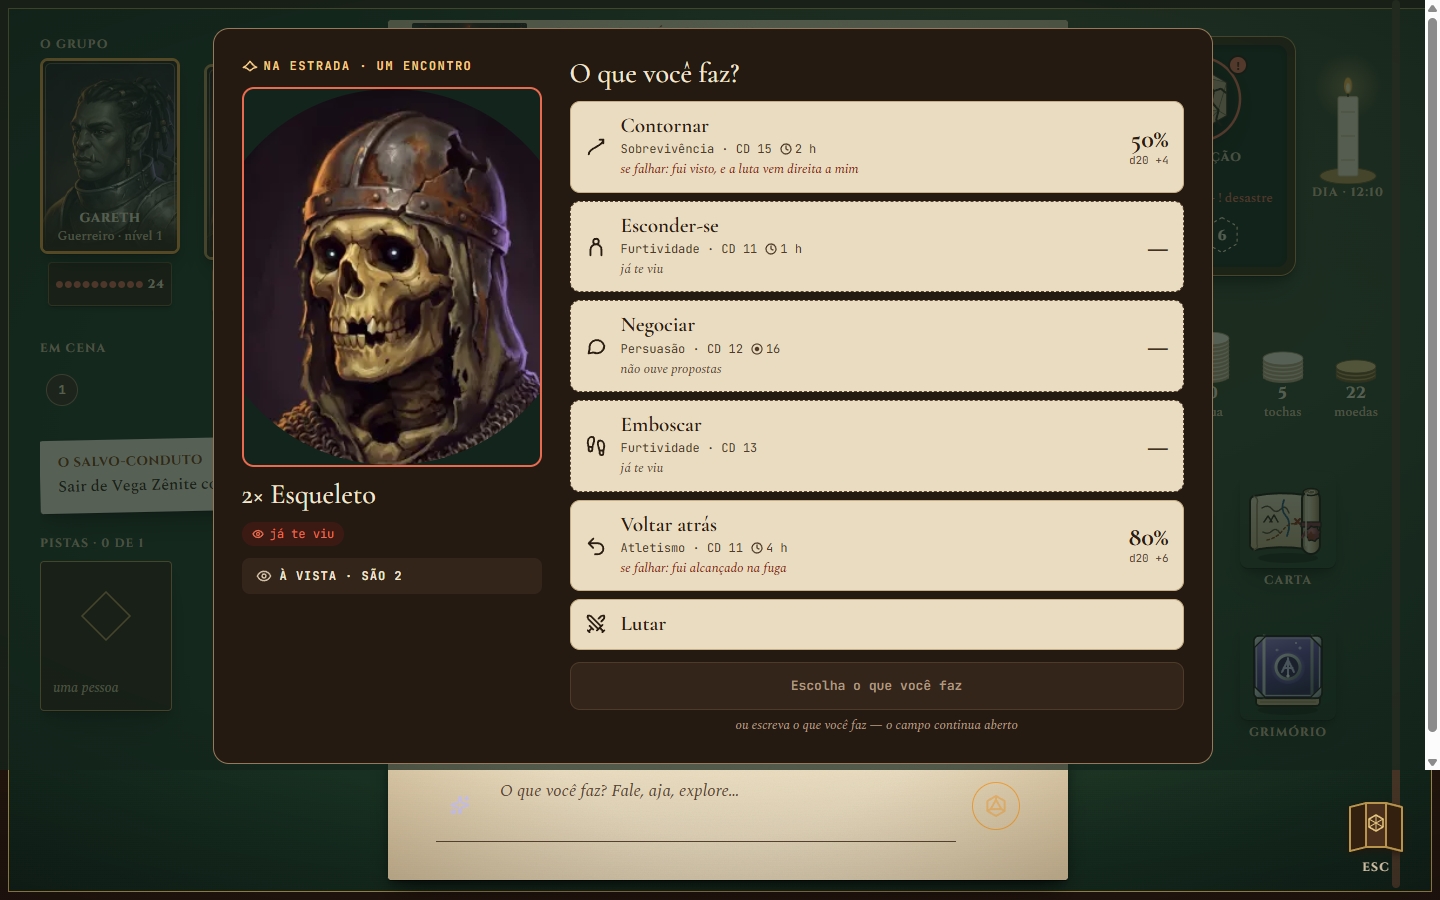 O GRUPO
GARETH
Guerreiro · nível 1
24
EM CENA
1
O SALVO-CONDUTO
Sair de Vega Zênite
PISTAS · 0 DE 1
uma pessoa
NA ESTRADA · UM ENCONTRO
2× Esqueleto
já te viu
À VISTA · SÃO 2
O que você faz?
Contornar
Sobrevivência · CD 15 2 h
se falhar: fui visto, e a luta vem direita a mim
50%
d20 +4
Esconder-se
Furtividade · CD 11 1 h
já te viu
—
Negociar
Persuasão · CD 12 16
não ouve propostas
—
Emboscar
Furtividade · CD 13
já te viu
—
Voltar atrás
Atletismo · CD 11 4 h
se falhar: fui alcançado na fuga
80%
d20 +6
Lutar
Escolha o que você faz
ou escreva o que você faz — o campo continua aberto
O que você faz? Fale, aja, explore...
!
ÇÃO
! desastre
6
DIA · 12:10
5
tochas
22
moedas
CARTA
GRIMÓRIO
ESC